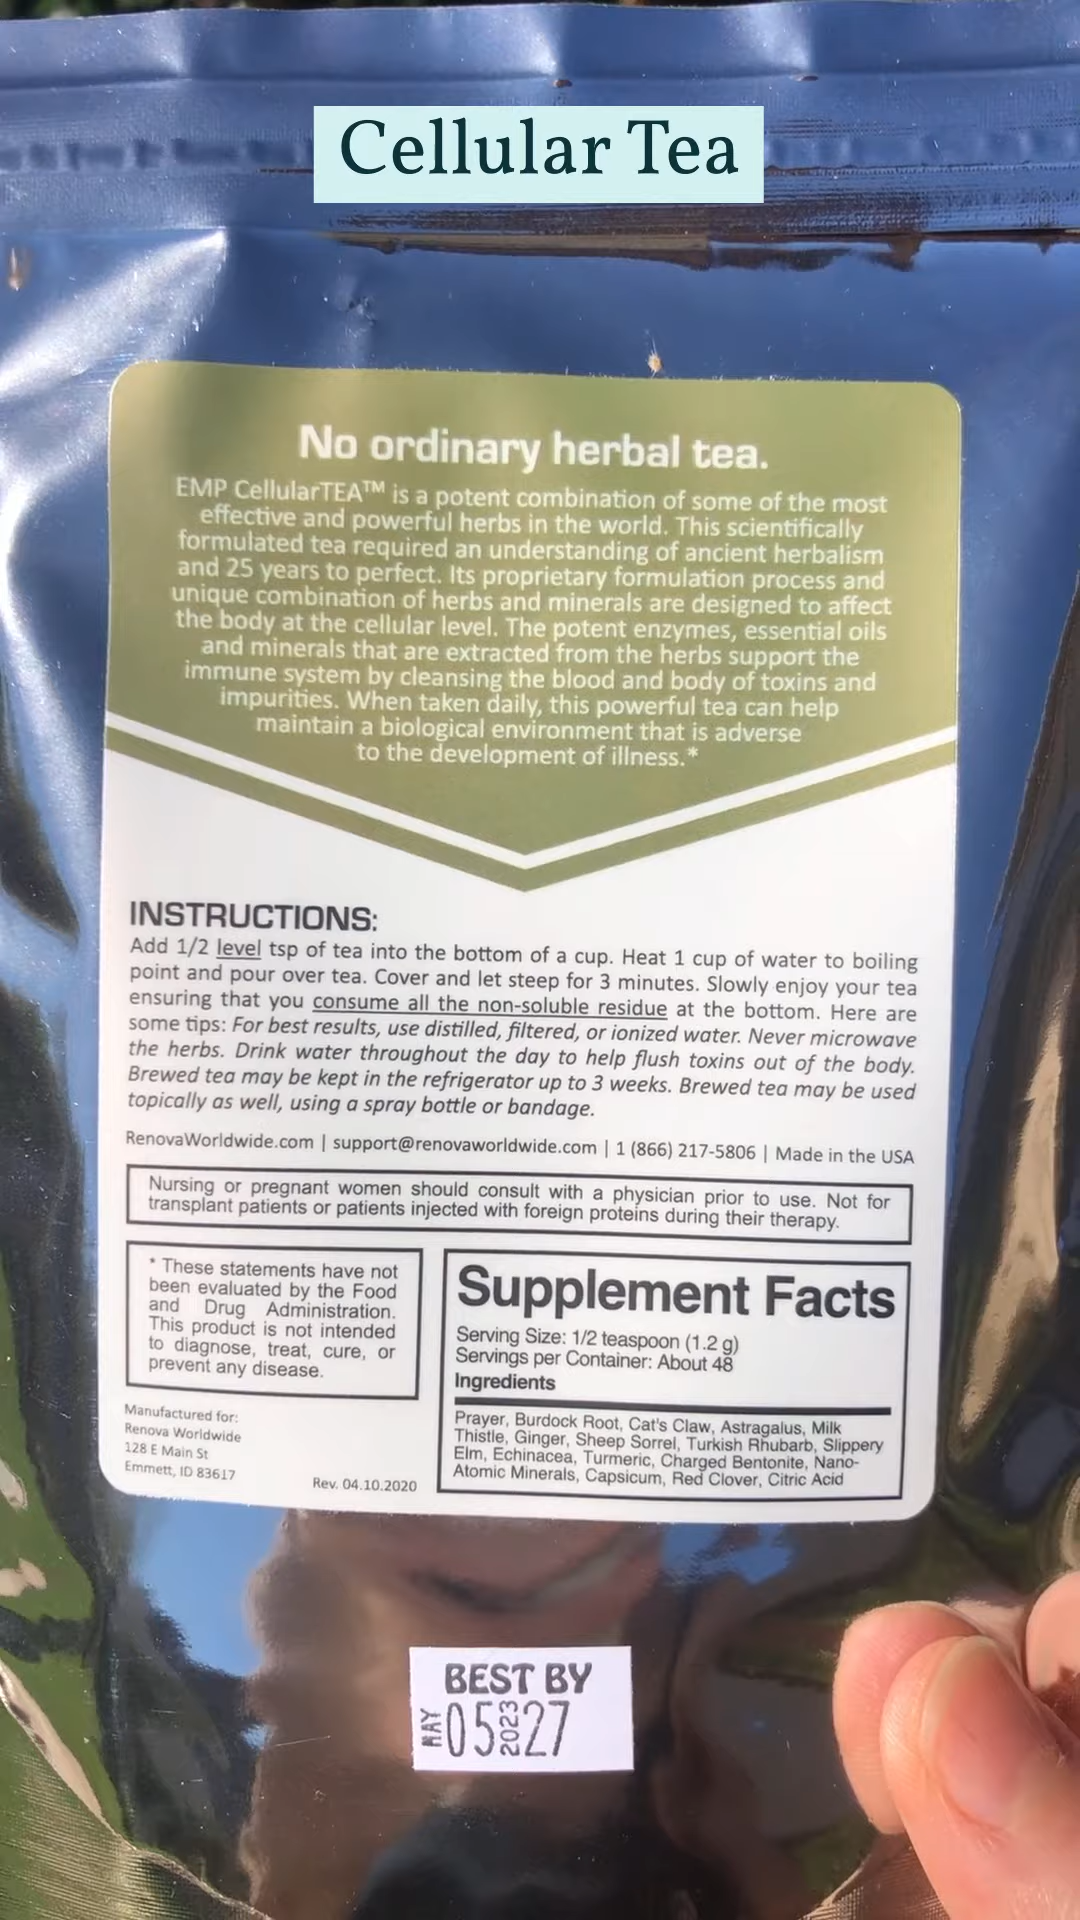 Cellular Tea
No ordinary herbal tea.
EMP CellularTEA™ is a potent combination of some of the most
effective and powerful herbs in the world. This scientifically
formulated tea required an understanding of ancient herbalism
and 25 years to perfect. Its proprietary formulation process and
unique combination of herbs and minerals are designed to affect
the body at the cellular level. The potent enzymes, essential oils
and minerals that are extracted from the herbs support the
immune system by cleansing the blood and body of toxins and
impurities. When taken daily, this powerful tea can help
maintain a biological environment that is adverse
to the development of illness.*
INSTRUCTIONS:
Add 1/2 level tsp of tea into the bottom of a cup. Heat 1 cup of water to boiling
point and pour over tea. Cover and let steep for 3 minutes. Slowly enjoy your tea
ensuring that you consume all the non-soluble residue at the bottom. Here are
some tips: For best results, use distilled, filtered, or ionized water. Never microwave
the herbs. Drink water throughout the day to help flush toxins out of the body.
Brewed tea may be kept in the refrigerator up to 3 weeks. Brewed tea may be used
topically as well, using a spray bottle or bandage.
RenovaWorldwide.com | support@renovaworldwide.com | 1 (866) 217-5806 | Made in the USA
Nursing or pregnant women should consult with a physician prior to use. Not for
transplant patients or patients injected with foreign proteins during their therapy.
* These statements have not
been evaluated by the Food
and Drug Administration.
This product is not intended
to diagnose, treat, cure, or
prevent any disease.
Manufactured for:
Renova Worldwide
128 E Main St
Emmett, ID 83617
Rev. 04.10.2020
Supplement Facts
Serving Size: 1/2 teaspoon (1.2 g)
Servings per Container: About 48
Ingredients
Prayer, Burdock Root, Cat's Claw, Astragalus, Milk
Thistle, Ginger, Sheep Sorrel, Turkish Rhubarb, Slippery
Elm, Echinacea, Turmeric, Charged Bentonite, Nano-
Atomic Minerals, Capsicum, Red Clover, Citric Acid
BEST BY
MAY 05 2023 27